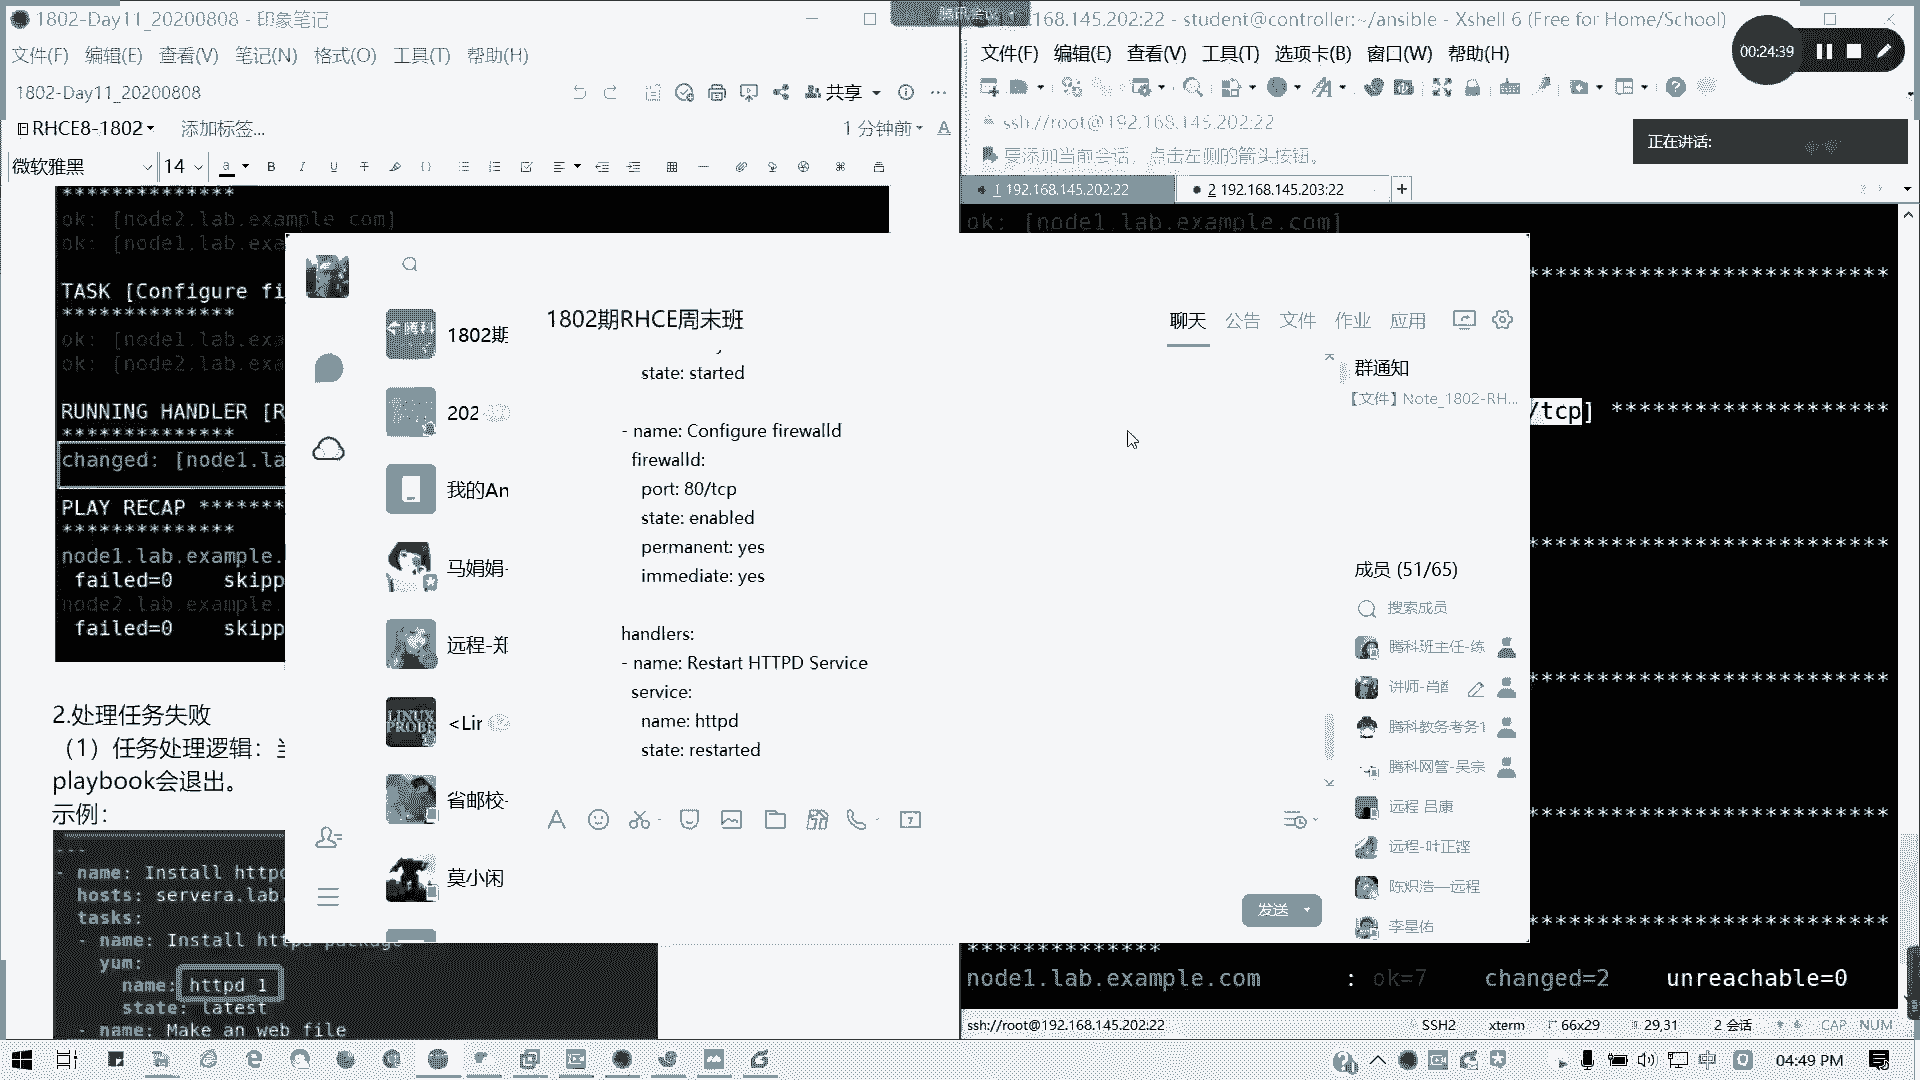 1802-Day11_20200808 - 印象笔记
文件(F) 编辑(E) 查看(V) 笔记(N) 格式(O) 工具(T) 帮助(H)
1802-Day11_20200808
共享
RHCE8-1802
添加标签...
1 分钟前
微软雅黑
14
**************
ok: [node2.lab.example.com]
ok: [node1.lab.exa
TASK [Configure fi
**************
ok: [node1.lab.exa
ok: [node2.lab.exa
RUNNING HANDLER [R
**************
changed: [node1.la
PLAY RECAP *******
**************
node1.lab.example.
failed=0 skipp
node2.lab.example.
failed=0 skipp
2.处理任务失败
（1）任务处理逻辑：
playbook会退出。
示例：
---
- name: Install httpd
hosts: servera.lab.
tasks:
- name: Install httpd package
yum:
name: httpd_1
state: latest
- name: Make an web file
1802期
202
我的An
马娟娟-
远程-郑
<Lir
省邮校-
莫小闲
1802期RHCE周末班
聊天 公告 文件 作业 应用
state: started
- name: Configure firewalld
firewalld:
port: 80/tcp
state: enabled
permanent: yes
immediate: yes
handlers:
- name: Restart HTTPD Service
service:
name: httpd
state: restarted
发送
群通知
【文件】Note_1802-RH...
成员 (51/65)
搜索成员
腾科班主任-练
讲师-肖
腾科教务考务1
腾科网管-吴宗
远程 吕康
远程-叶正铿
陈炽浩—远程
李星佑
168.145.202:22 - student@controller:~/ansible - Xshell 6 (Free for Home/School)
文件(F) 编辑(E) 查看(V) 工具(T) 选项卡(B) 窗口(W) 帮助(H)
00:24:39
ssh://root@192.168.145.202:22
要添加当前会话，点击左侧的箭头按钮。
正在讲话:
1 192.168.145.202:22
2 192.168.145.203:22
ok: [node1.lab.example.com]
/tcp] *********************
node1.lab.example.com : ok=7 changed=2 unreachable=0
ssh://root@192.168.145.202:22
SSH2
xterm
66x29
29,31
2 会话
CAP NUM
04:49 PM